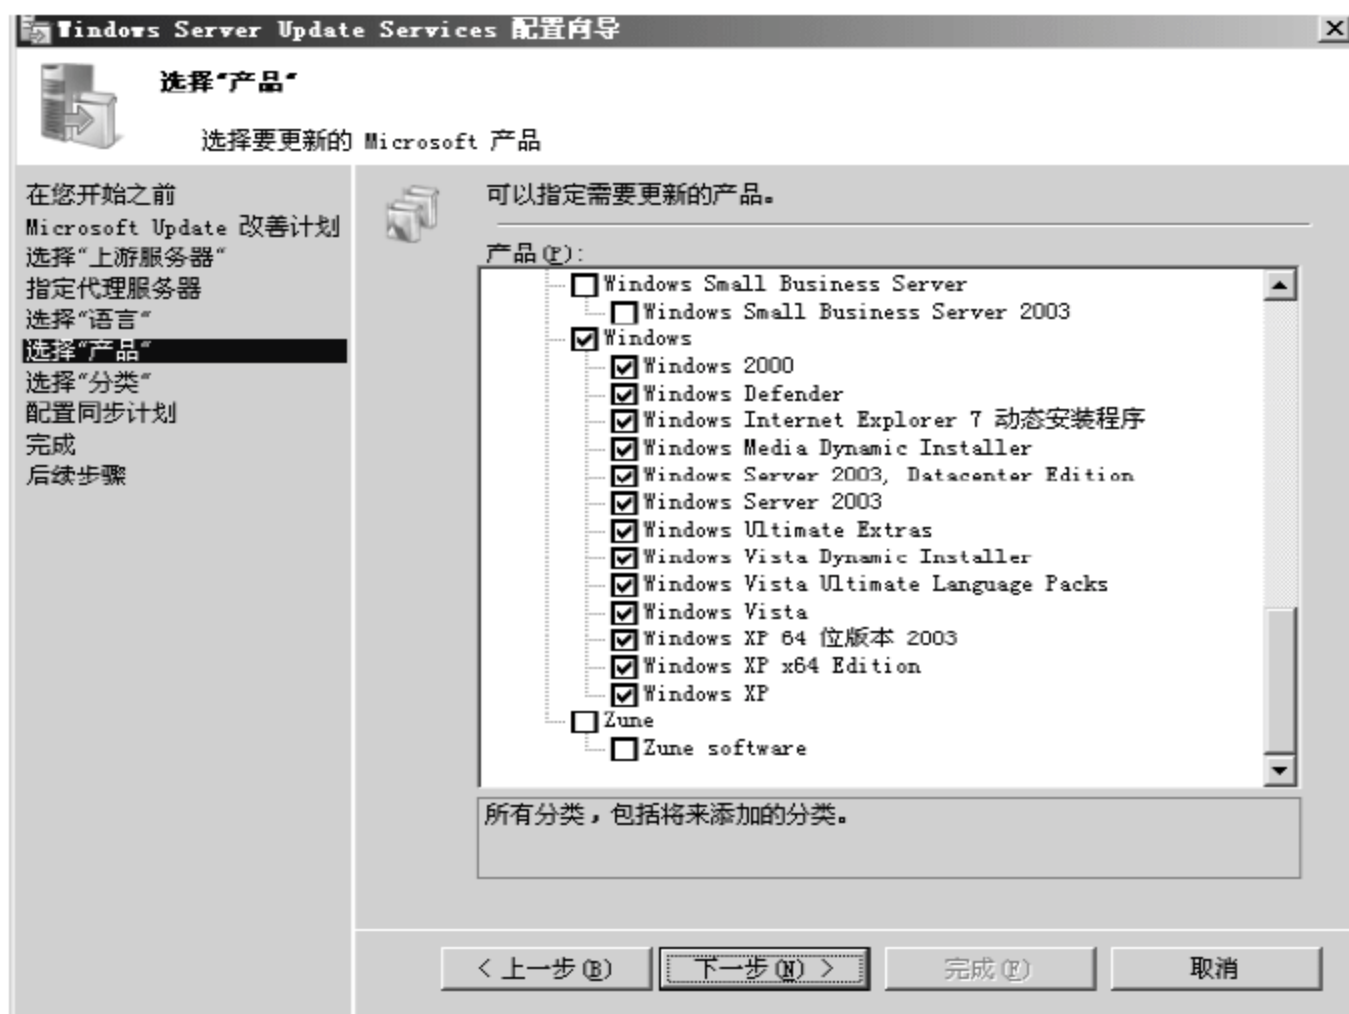 Windows Server Update Services 配置向导
选择"产品"
选择要更新的 Microsoft 产品
在您开始之前
Microsoft Update 改善计划
选择"上游服务器"
指定代理服务器
选择"语言"
选择"产品"
选择"分类"
配置同步计划
完成
后续步骤
可以指定需要更新的产品。
产品(P):
Windows Small Business Server
Windows Small Business Server 2003
Windows
Windows 2000
Windows Defender
Windows Internet Explorer 7 动态安装程序
Windows Media Dynamic Installer
Windows Server 2003, Datacenter Edition
Windows Server 2003
Windows Ultimate Extras
Windows Vista Dynamic Installer
Windows Vista Ultimate Language Packs
Windows Vista
Windows XP 64 位版本 2003
Windows XP x64 Edition
Windows XP
Zune
Zune software
所有分类，包括将来添加的分类。
< 上一步(B)
下一步(N) >
完成(F)
取消